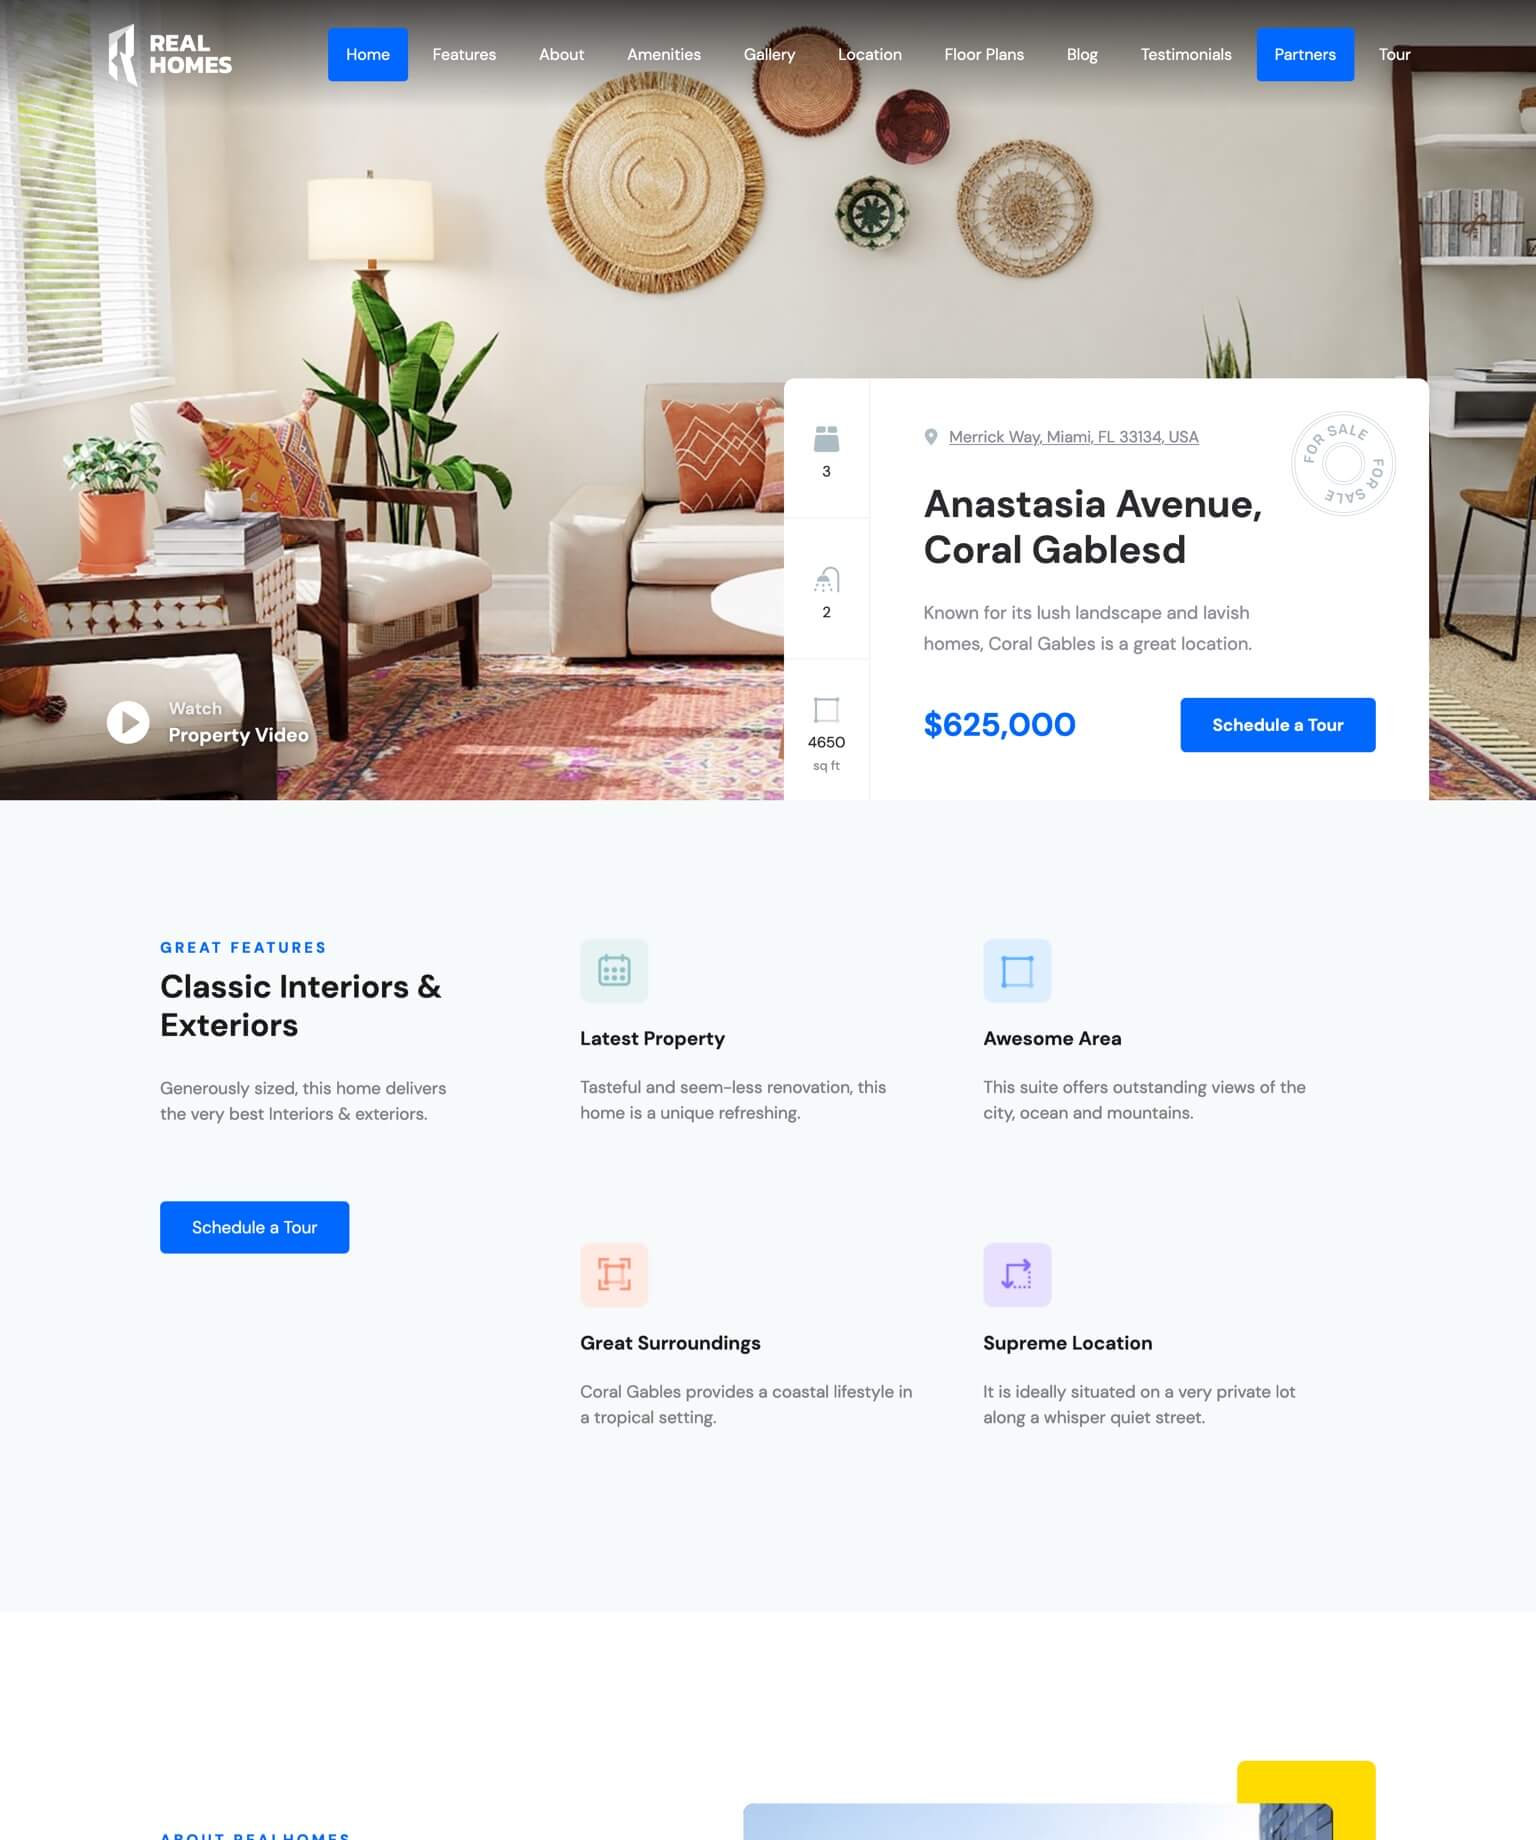 REAL
HOMES
Home Features About Amenities Gallery Location Floor Plans Blog Testimonials Partners Tour
Watch
Property Video
3
2
4650
sq ft
Merrick Way, Miami, FL 33134, USA
FOR SALE FOR SALE
Anastasia Avenue,
Coral Gablesd
Known for its lush landscape and lavish
homes, Coral Gables is a great location.
$625,000
Schedule a Tour
GREAT FEATURES
Classic Interiors &
Exteriors
Generously sized, this home delivers
the very best Interiors & exteriors.
Schedule a Tour
Latest Property
Tasteful and seem-less renovation, this
home is a unique refreshing.
Awesome Area
This suite offers outstanding views of the
city, ocean and mountains.
Great Surroundings
Coral Gables provides a coastal lifestyle in
a tropical setting.
Supreme Location
It is ideally situated on a very private lot
along a whisper quiet street.
ABOUT REALHOMES